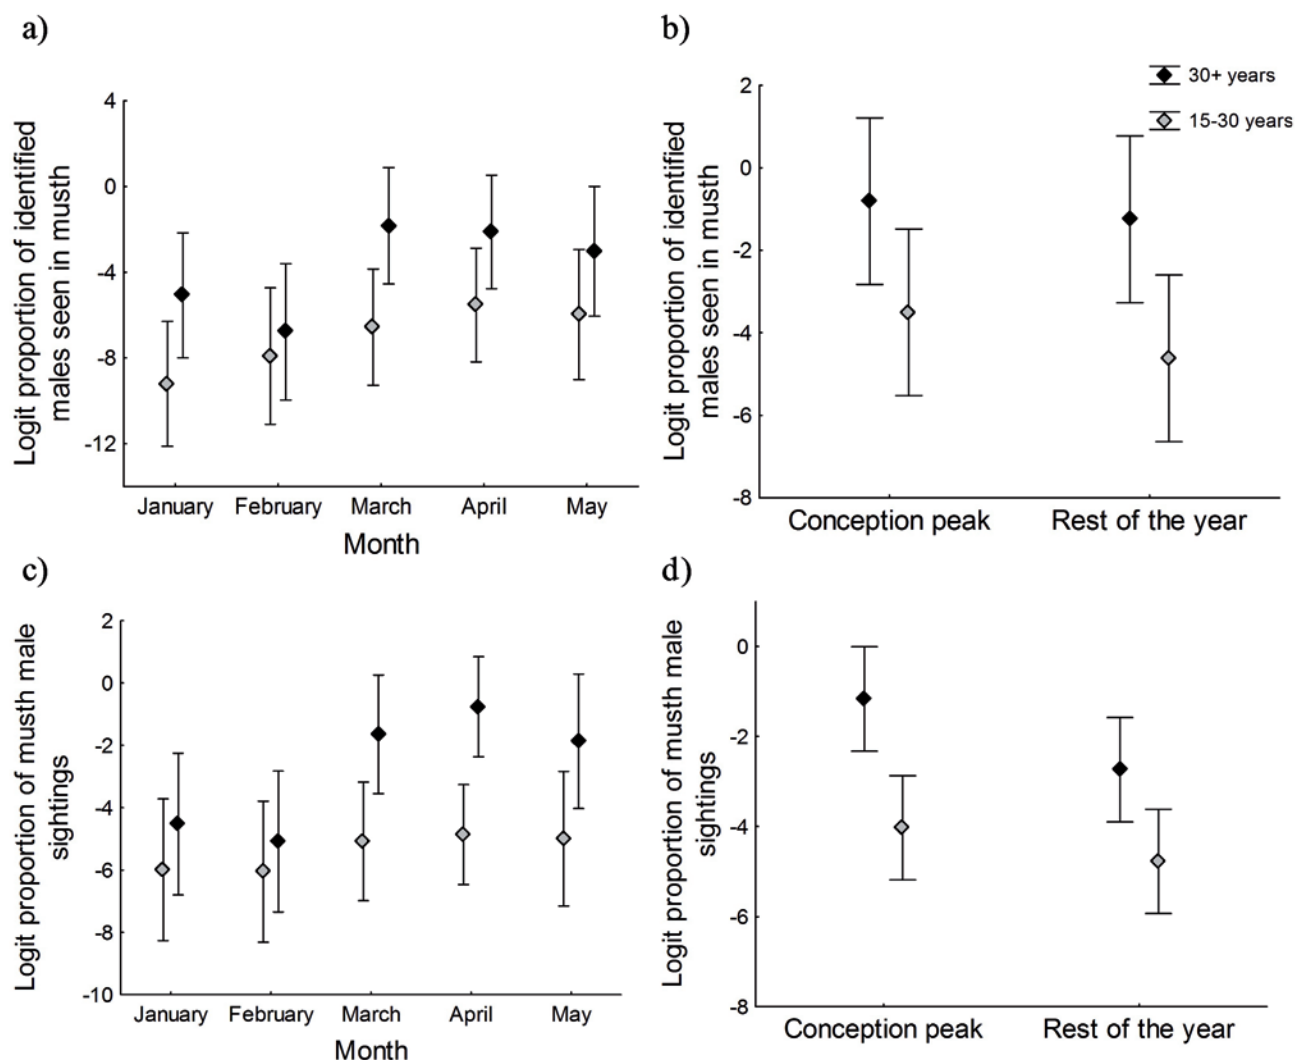 a)
Logit proportion of identified
males seen in musth
4
0
-4
-8
-12
January February March April May
Month
b)
30+ years
15-30 years
Logit proportion of identified
males seen in musth
2
0
-2
-4
-6
-8
Conception peak Rest of the year
c)
Logit proportion of musth male
sightings
2
0
-2
-4
-6
-8
-10
January February March April May
Month
d)
Logit proportion of musth male
sightings
0
-2
-4
-6
-8
Conception peak Rest of the year